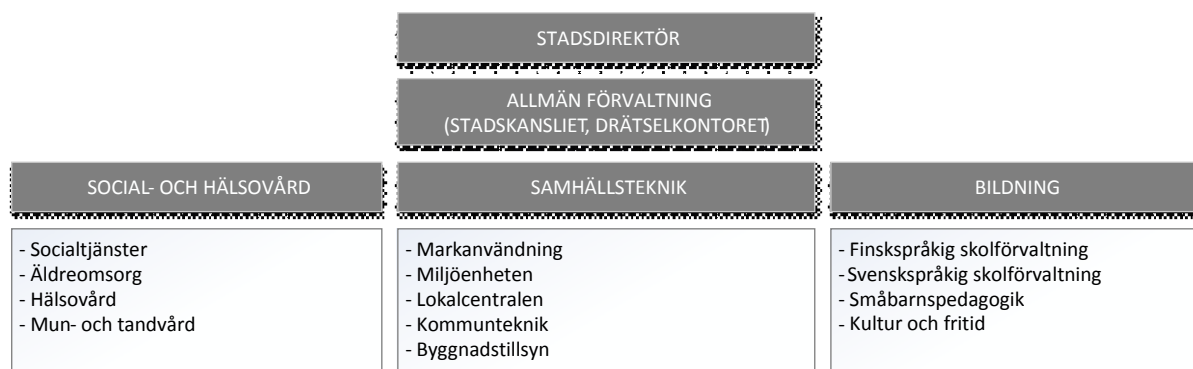 STADSDIREKTÖR
ALLMÄN FÖRVALTNING
(STADSKANSLIET, DRÄTSELKONTORET)
SOCIAL- OCH HÄLSOVÅRD
- Socialtjänster
- Äldreomsorg
- Hälsovård
- Mun- och tandvård
SAMHÄLLSTEKNIK
- Markanvändning
- Miljöenheten
- Lokalcentralen
- Kommunteknik
- Byggnadstillsyn
BILDNING
- Finskspråkig skolförvaltning
- Svenskspråkig skolförvaltning
- Småbarnspedagogik
- Kultur och fritid